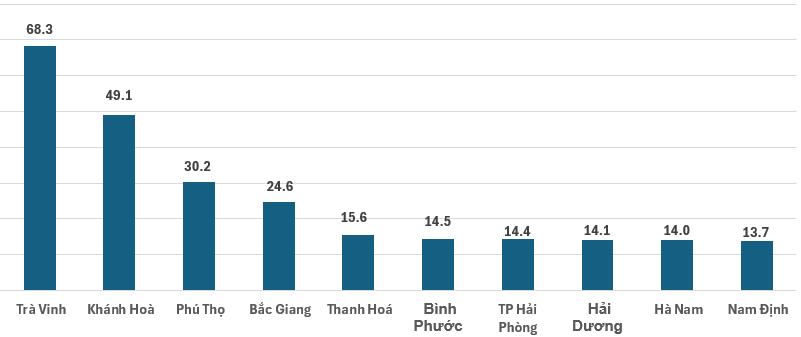 68.3
49.1
30.2
24.6
15.6
14.5
14.4
14.1
14.0
13.7
Trà Vinh
Khánh Hoà
Phú Thọ
Bắc Giang
Thanh Hoá
Bình
Phước
TP Hải
Phòng
Hải
Dương
Hà Nam
Nam Định